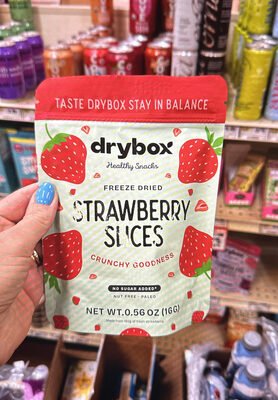 TASTE DRYBOX STAY IN BALANCE
drybox
Healthy Snacks
FREEZE DRIED
STRAWBERRY
SLICES
CRUNCHY GOODNESS
NO SUGAR ADDED*
NUT FREE - PALEO
NET WT. 0.56 OZ (16G)